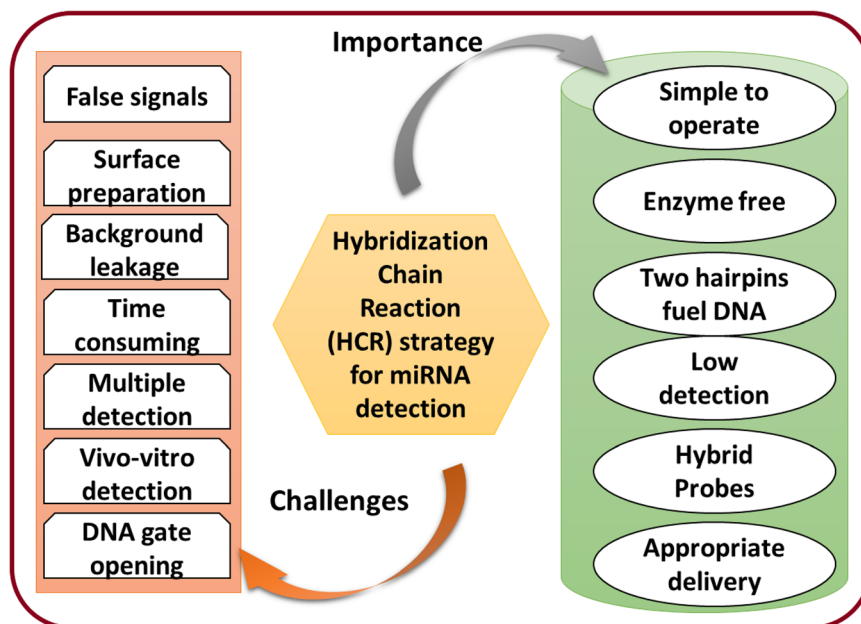 Importance
False signals
Surface
preparation
Background
leakage
Time
consuming
Multiple
detection
Vivo-vitro
detection
DNA gate
opening
Hybridization
Chain
Reaction
(HCR) strategy
for miRNA
detection
Challenges
Simple to
operate
Enzyme free
Two hairpins
fuel DNA
Low
detection
Hybrid
Probes
Appropriate
delivery